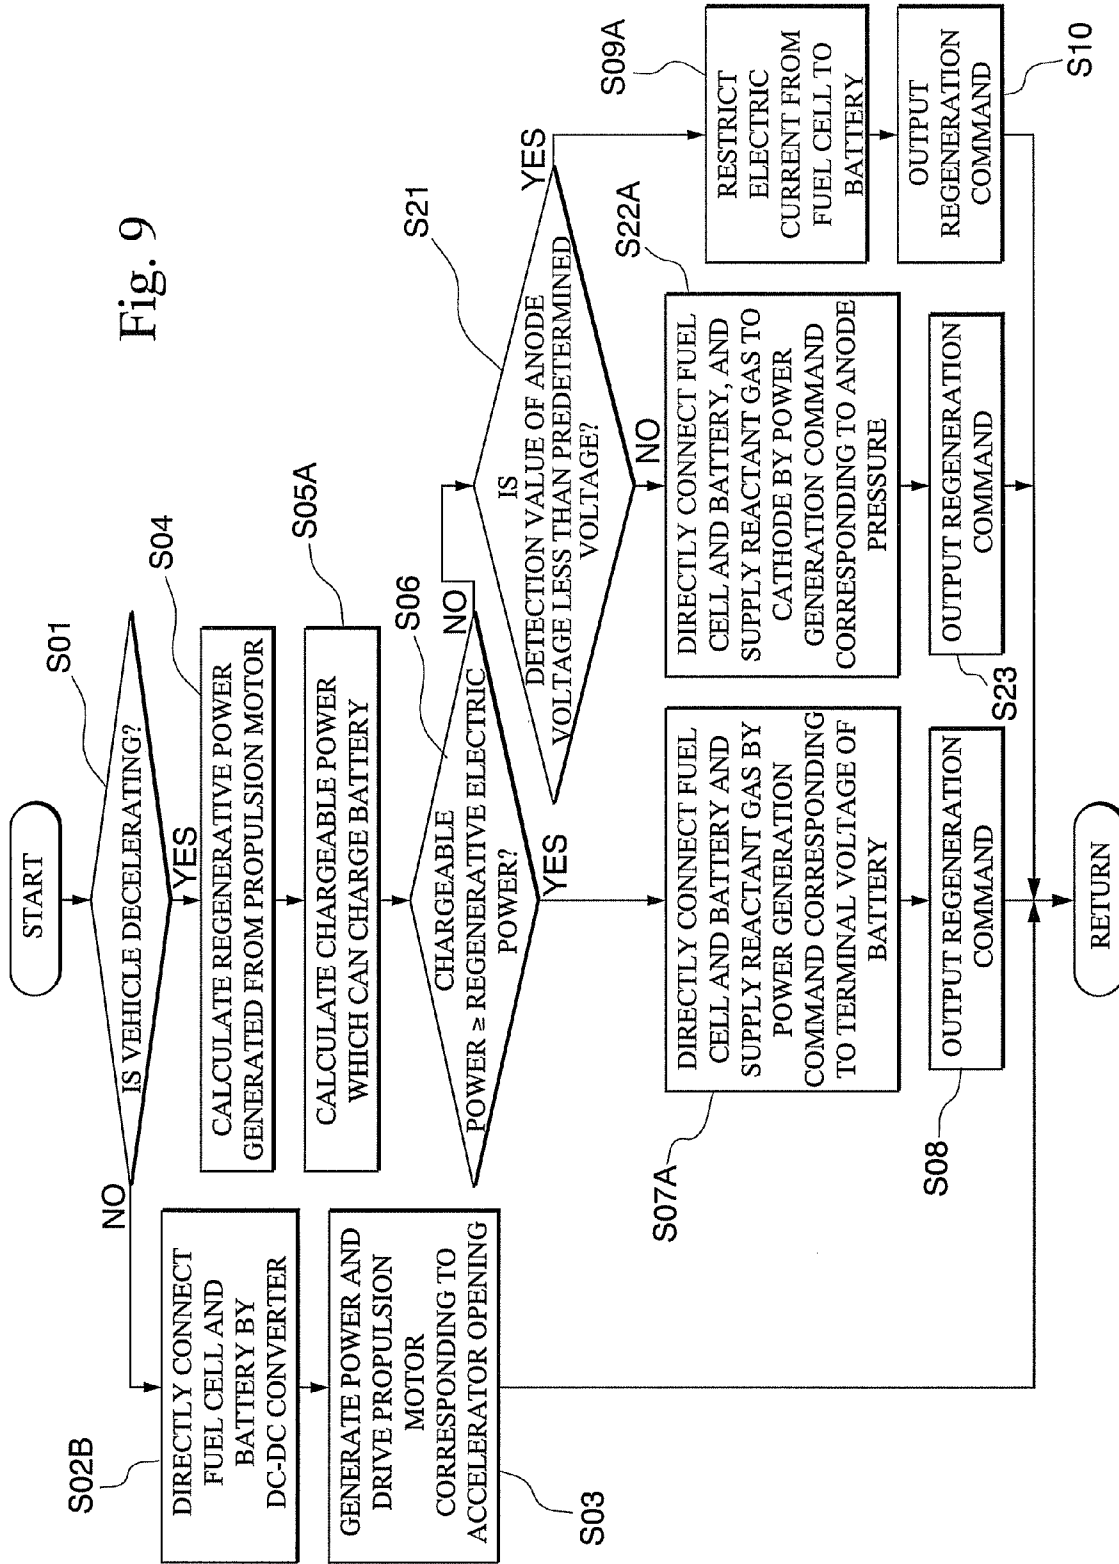 Fig. 9
START
S01
IS VEHICLE DECELERATING?
NO
YES
S02B
DIRECTLY CONNECT
FUEL CELL AND
BATTERY BY
DC-DC CONVERTER
S03
GENERATE POWER AND
DRIVE PROPULSION
MOTOR
CORRESPONDING TO
ACCELERATOR OPENING
S04
CALCULATE REGENERATIVE POWER
GENERATED FROM PROPULSION MOTOR
S05A
CALCULATE CHARGEABLE POWER
WHICH CAN CHARGE BATTERY
S06
CHARGEABLE
POWER ≥ REGENERATIVE ELECTRIC
POWER?
NO
YES
S07A
DIRECTLY CONNECT FUEL
CELL AND BATTERY AND
SUPPLY REACTANT GAS BY
POWER GENERATION
COMMAND CORRESPONDING
TO TERMINAL VOLTAGE OF
BATTERY
S08
OUTPUT REGENERATION
COMMAND
S21
IS
DETECTION VALUE OF ANODE
VOLTAGE LESS THAN PREDETERMINED
VOLTAGE?
YES
NO
S22A
DIRECTLY CONNECT FUEL
CELL AND BATTERY, AND
SUPPLY REACTANT GAS TO
CATHODE BY POWER
GENERATION COMMAND
CORRESPONDING TO ANODE
PRESSURE
S23
OUTPUT REGENERATION
COMMAND
S09A
RESTRICT
ELECTRIC
CURRENT FROM
FUEL CELL TO
BATTERY
S10
OUTPUT
REGENERATION
COMMAND
RETURN